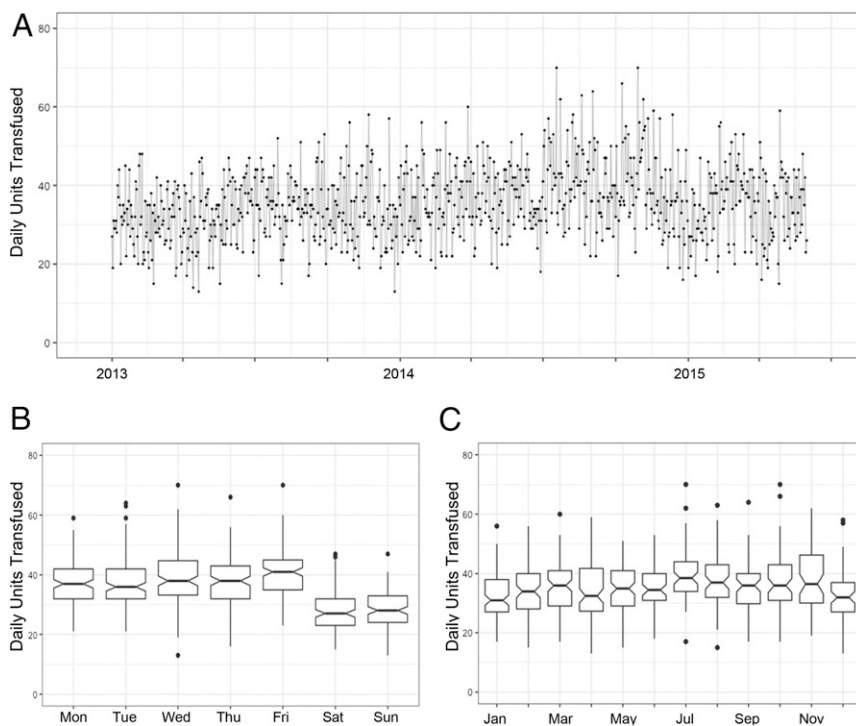 A
Daily Units Transfused
80
60
40
20
0
2013 2014 2015
B
Daily Units Transfused
80
60
40
20
0
Mon Tue Wed Thu Fri Sat Sun
C
Daily Units Transfused
80
60
40
20
0
Jan Mar May Jul Sep Nov